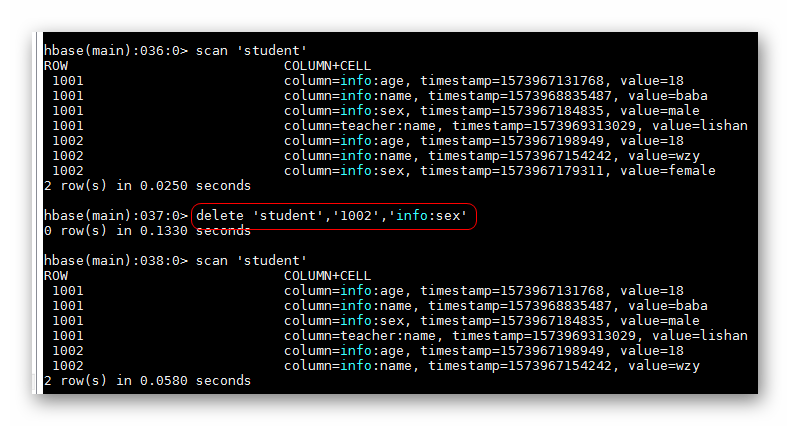 hbase(main):036:0> scan 'student'
ROW COLUMN+CELL
1001 column=info:age, timestamp=1573967131768, value=18
1001 column=info:name, timestamp=1573968835487, value=baba
1001 column=info:sex, timestamp=1573967184835, value=male
1001 column=teacher:name, timestamp=1573969313029, value=lishan
1002 column=info:age, timestamp=1573967198949, value=18
1002 column=info:name, timestamp=1573967154242, value=wzy
1002 column=info:sex, timestamp=1573967179311, value=female
2 row(s) in 0.0250 seconds
hbase(main):037:0> delete 'student','1002','info:sex'
0 row(s) in 0.1330 seconds
hbase(main):038:0> scan 'student'
ROW COLUMN+CELL
1001 column=info:age, timestamp=1573967131768, value=18
1001 column=info:name, timestamp=1573968835487, value=baba
1001 column=info:sex, timestamp=1573967184835, value=male
1001 column=teacher:name, timestamp=1573969313029, value=lishan
1002 column=info:age, timestamp=1573967198949, value=18
1002 column=info:name, timestamp=1573967154242, value=wzy
2 row(s) in 0.0580 seconds